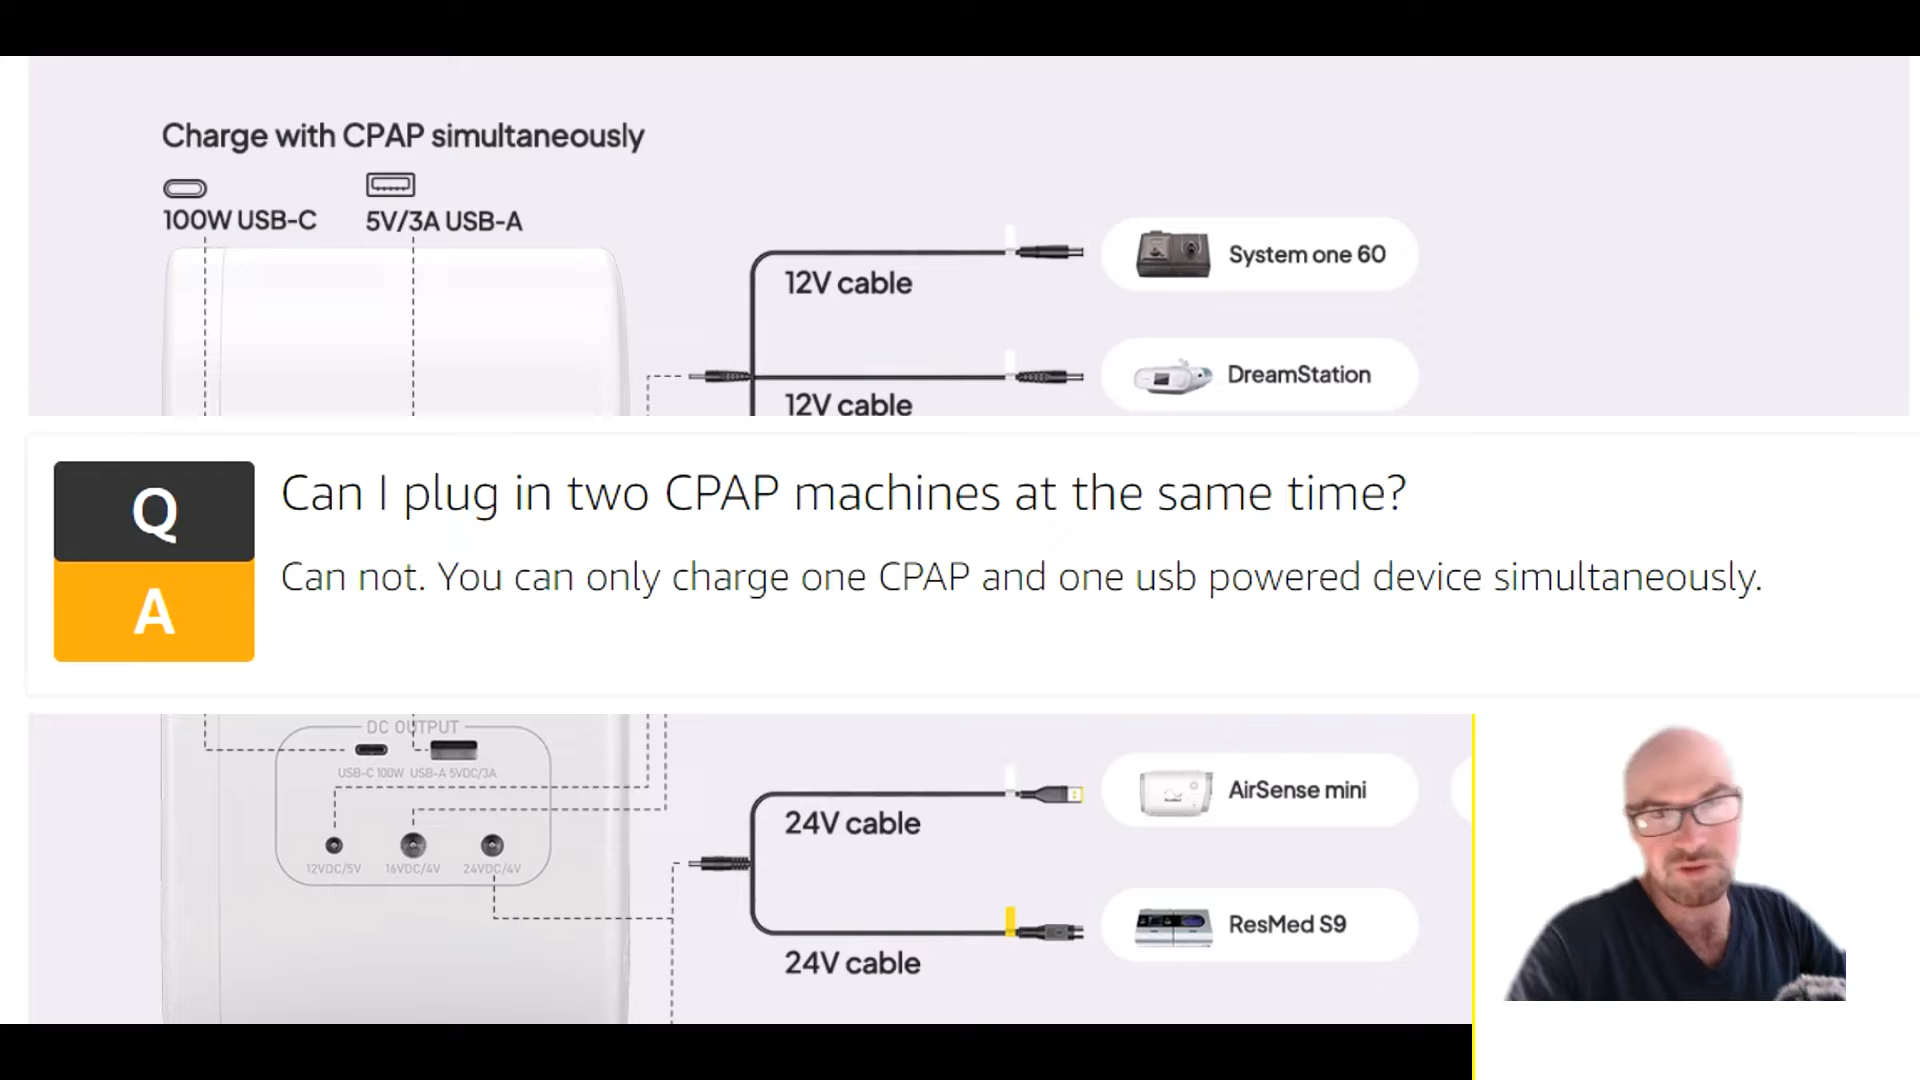 Charge with CPAP simultaneously
100W USB-C
5V/3A USB-A
12V cable
System one 60
12V cable
DreamStation
Q
Can I plug in two CPAP machines at the same time?
A
Can not. You can only charge one CPAP and one usb powered device simultaneously.
DC OUTPUT
USB-C 100W USB-A 5VDC/3A
12VDC/5V 16VDC/4V 24VDC/4V
24V cable
AirSense mini
24V cable
ResMed S9